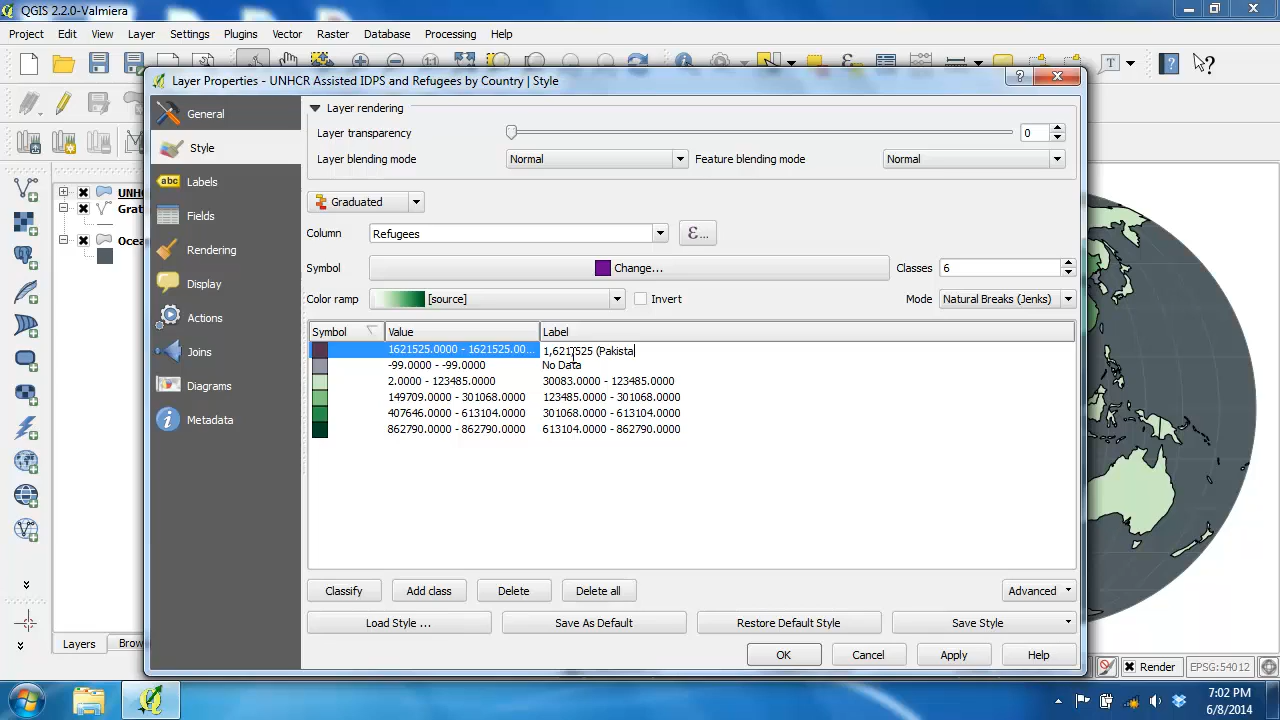 QGIS 2.2.0-Valmiera
Project Edit View Layer Settings Plugins Vector Raster Database Processing Help
Layer Properties - UNHCR Assisted IDPS and Refugees by Country | Style
General
Style
Labels
Fields
Rendering
Display
Actions
Joins
Diagrams
Metadata
abc
Layer rendering
Layer transparency 0
Layer blending mode Normal Feature blending mode Normal
Graduated
Column Refugees ε...
Symbol Change... Classes 6
Color ramp [source] Invert Mode Natural Breaks (Jenks)
Symbol Value Label
1621525.0000 - 1621525.00... 1,621525 (Pakista
-99.0000 - -99.0000 No Data
2.0000 - 123485.0000 30083.0000 - 123485.0000
149709.0000 - 301068.0000 123485.0000 - 301068.0000
407646.0000 - 613104.0000 301068.0000 - 613104.0000
862790.0000 - 862790.0000 613104.0000 - 862790.0000
Classify Add class Delete Delete all Advanced
Load Style ... Save As Default Restore Default Style Save Style
OK Cancel Apply Help
UNHC
Grat
Ocea
Layers Brow
Render EPSG:54012
7:02 PM
6/8/2014